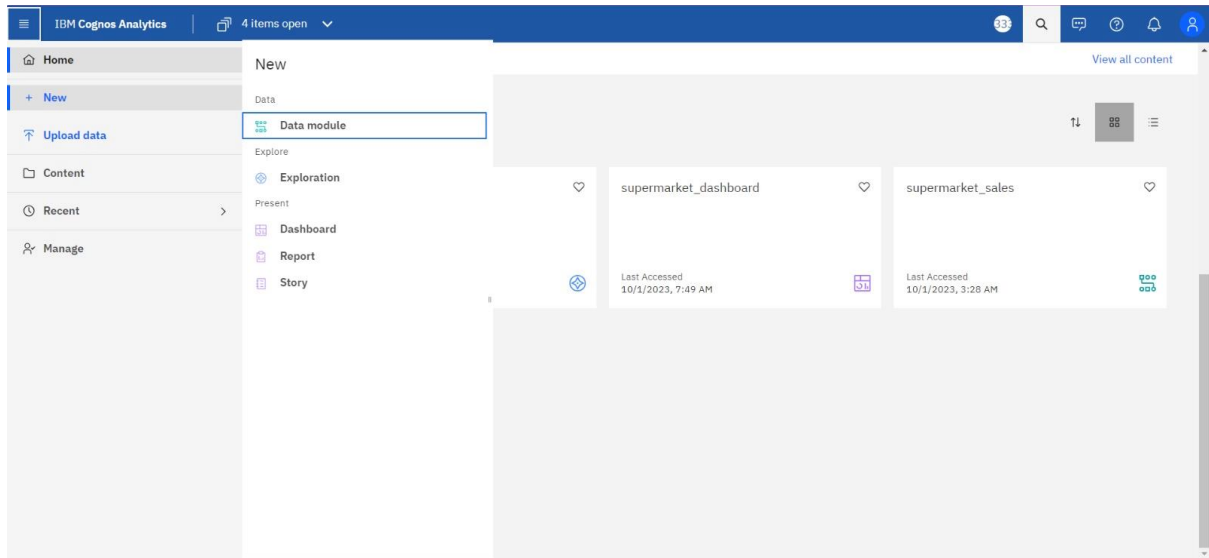 IBM Cognos Analytics
4 items open
Home
New
Upload data
Content
Recent
Manage
New
Data
Data module
Explore
Exploration
Present
Dashboard
Report
Story
View all content
supermarket_dashboard
Last Accessed
10/1/2023, 7:49 AM
supermarket_sales
Last Accessed
10/1/2023, 3:28 AM